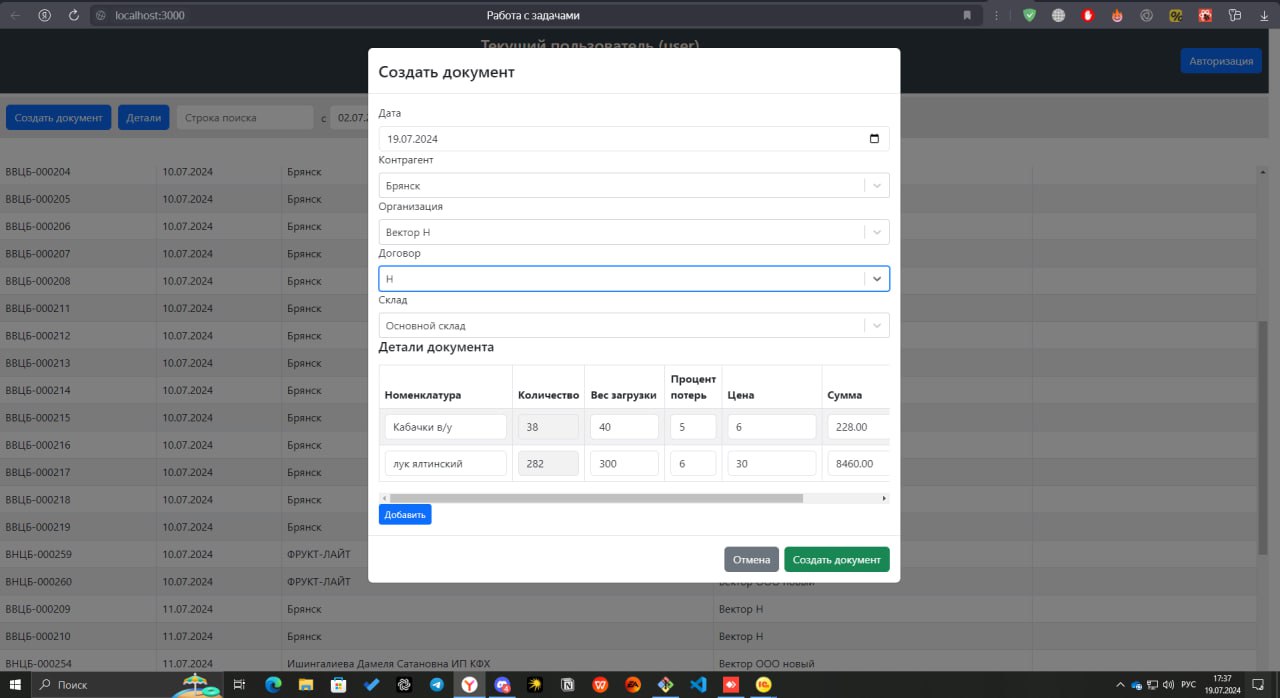 localhost:3000
Работа с задачами
Текущий пользователь (user)
Авторизация
Создать документ
Детали
Строка поиска
с
02.07.2
ВВЦБ-000204 10.07.2024 Брянск
ВВЦБ-000205 10.07.2024 Брянск
ВВЦБ-000206 10.07.2024 Брянск
ВВЦБ-000207 10.07.2024 Брянск
ВВЦБ-000208 10.07.2024 Брянск
ВВЦБ-000211 10.07.2024 Брянск
ВВЦБ-000212 10.07.2024 Брянск
ВВЦБ-000213 10.07.2024 Брянск
ВВЦБ-000214 10.07.2024 Брянск
ВВЦБ-000215 10.07.2024 Брянск
ВВЦБ-000216 10.07.2024 Брянск
ВВЦБ-000217 10.07.2024 Брянск
ВВЦБ-000218 10.07.2024 Брянск
ВВЦБ-000219 10.07.2024 Брянск
ВНЦБ-000259 10.07.2024 ФРУКТ-ЛАЙТ
ВНЦБ-000260 10.07.2024 ФРУКТ-ЛАЙТ Вектор ООО новый
ВВЦБ-000209 11.07.2024 Брянск Вектор Н
ВВЦБ-000210 11.07.2024 Брянск Вектор Н
ВНЦБ-000254 11.07.2024 Ишингалиева Дамеля Сатановна ИП КФХ Вектор ООО новый
Создать документ
Дата
19.07.2024
Контрагент
Брянск
Организация
Вектор Н
Договор
Н
Склад
Основной склад
Детали документа
Номенклатура Количество Вес загрузки Процент потерь Цена Сумма
Кабачки в/у 38 40 5 6 228.00
лук ялтинский 282 300 6 30 8460.00
Добавить
Отмена
Создать документ
Поиск
РУС
17:37
19.07.2024